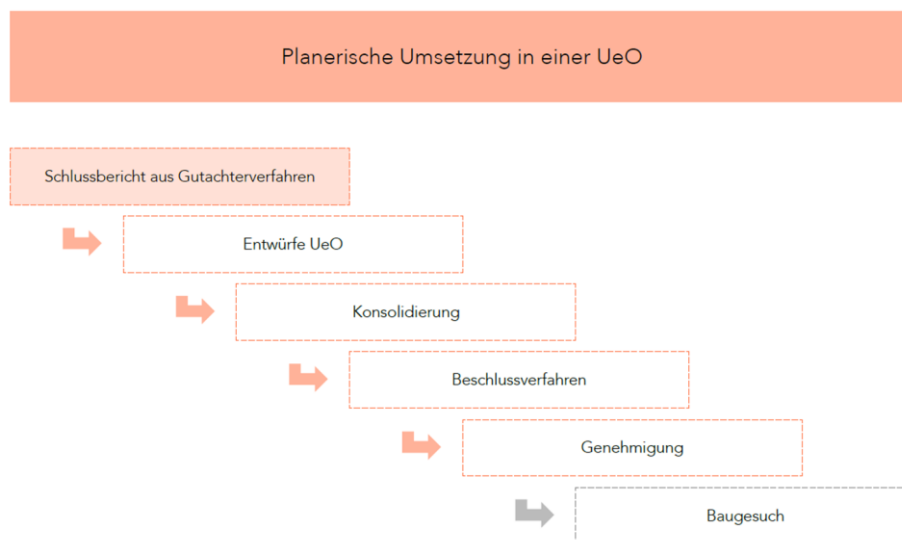 Planerische Umsetzung in einer UeO
Schlussbericht aus Gutachterverfahren
Entwürfe UeO
Konsolidierung
Beschlussverfahren
Genehmigung
Baugesuch